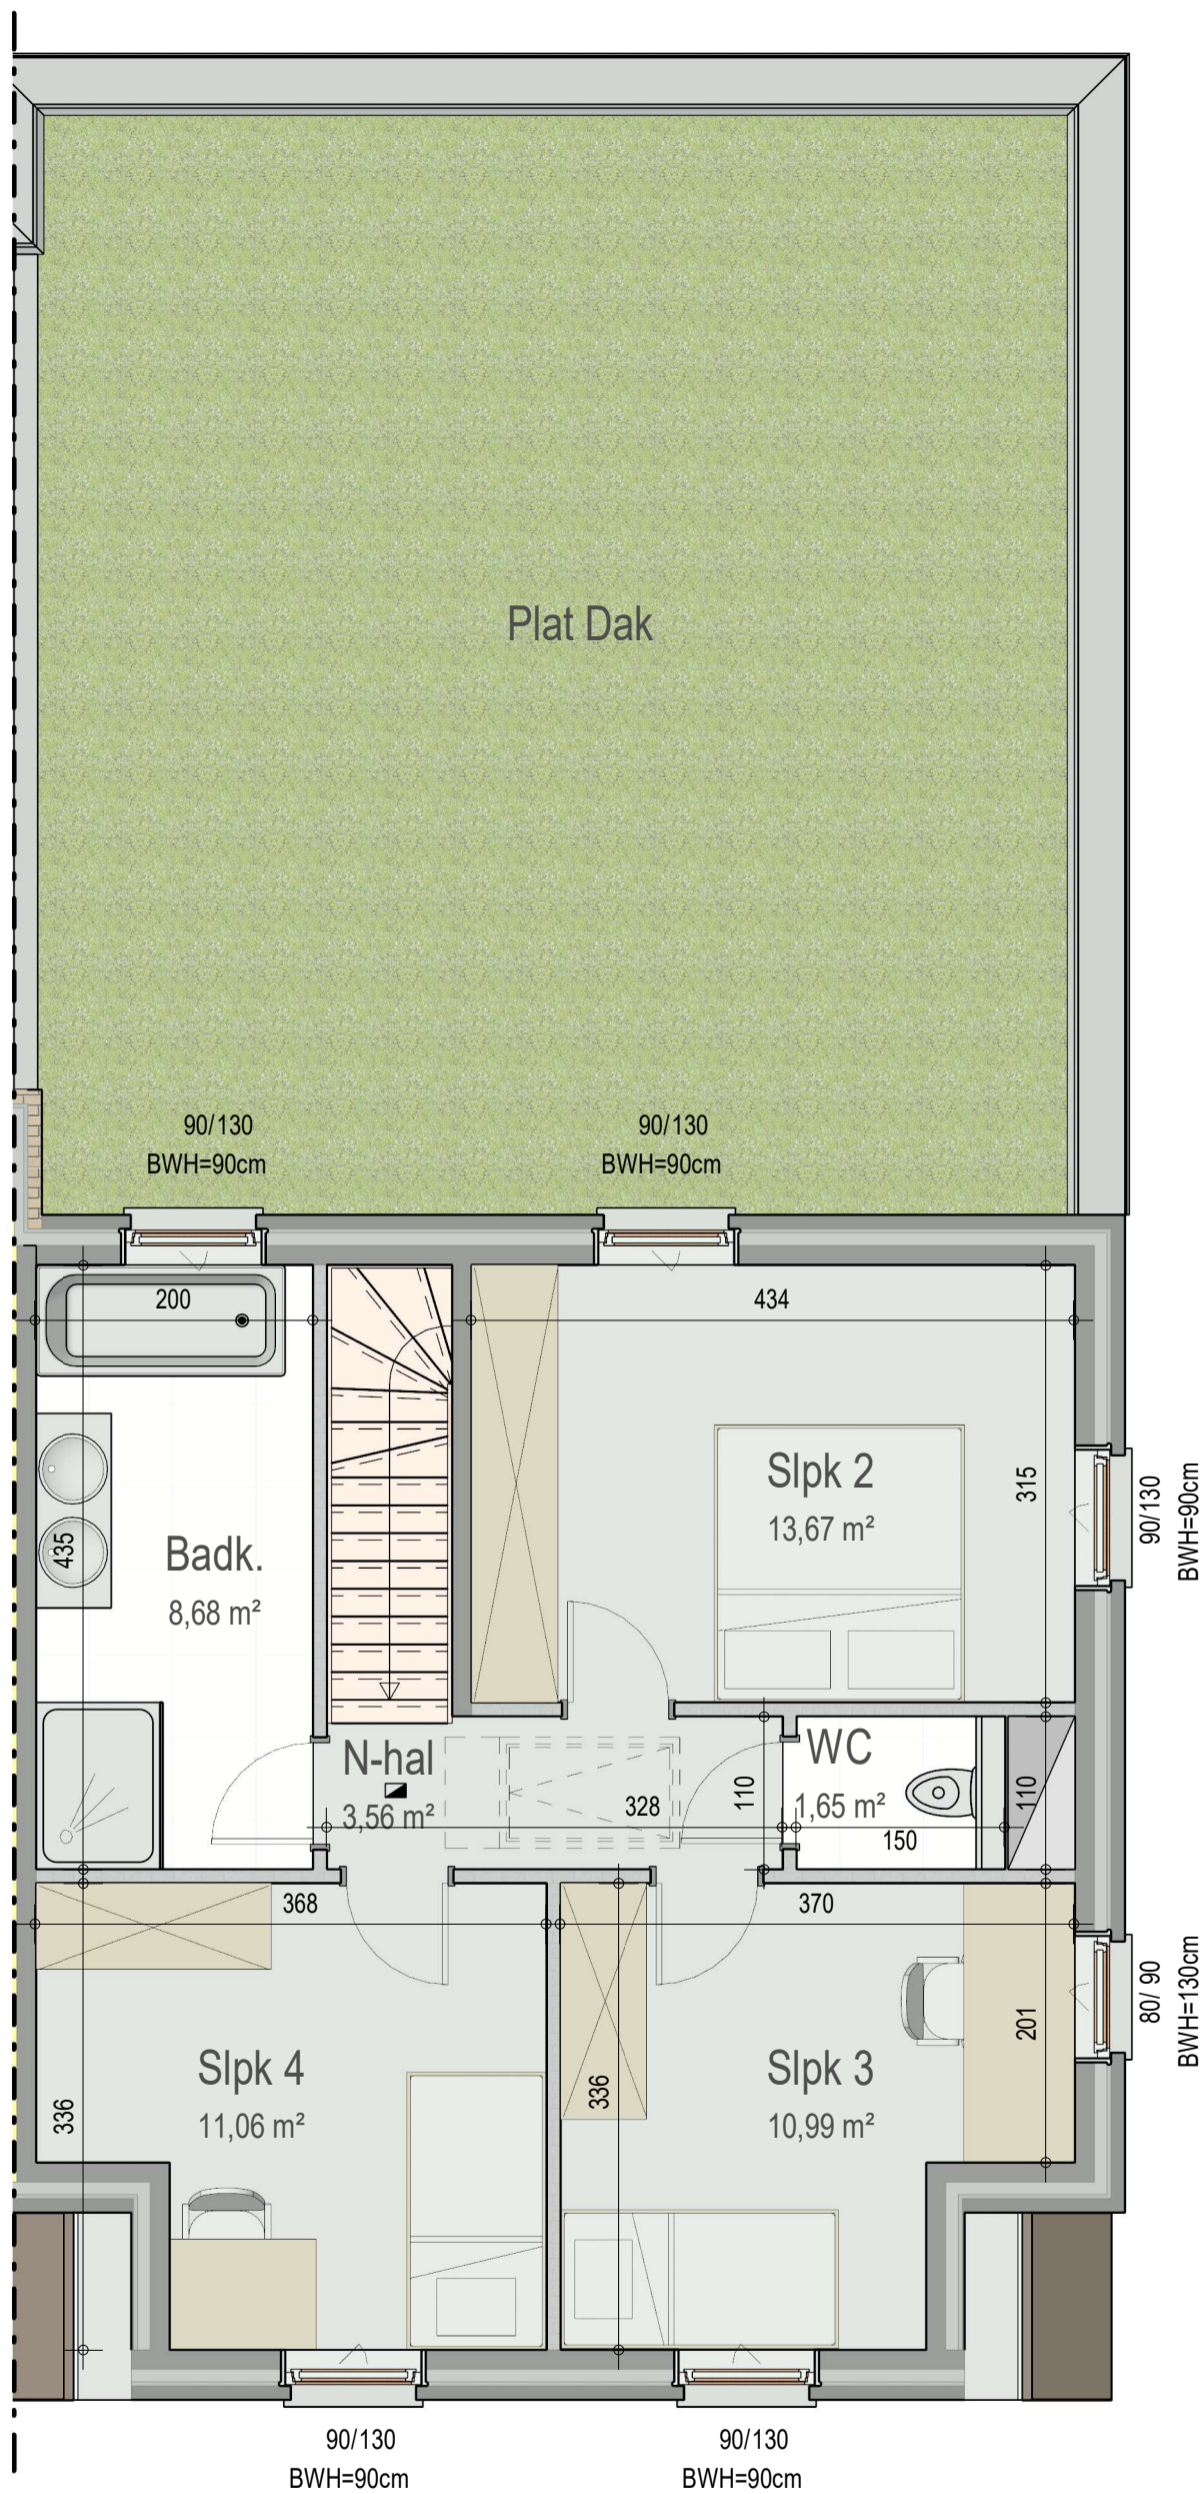 Plat Dak
90/130
BWH=90cm
90/130
BWH=90cm
200
434
Slpk 2
13,67 m²
315
90/130
BWH=90cm
435
Badk.
8,68 m²
N-hal
3,56 m²
328
110
WC
1,65 m²
150
110
368
370
Slpk 4
11,06 m²
336
336
Slpk 3
10,99 m²
201
80/ 90
BWH=130cm
90/130
BWH=90cm
90/130
BWH=90cm